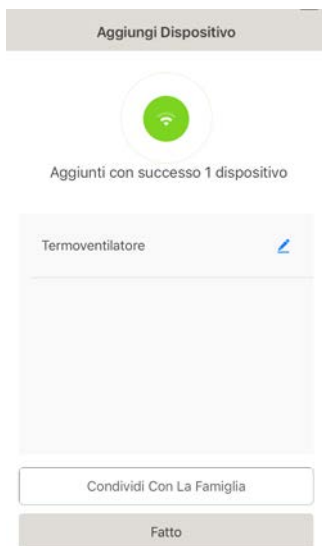 Aggiungi Dispositivo
Aggiunti con successo 1 dispositivo
Termoventilatore
Condividi Con La Famiglia
Fatto